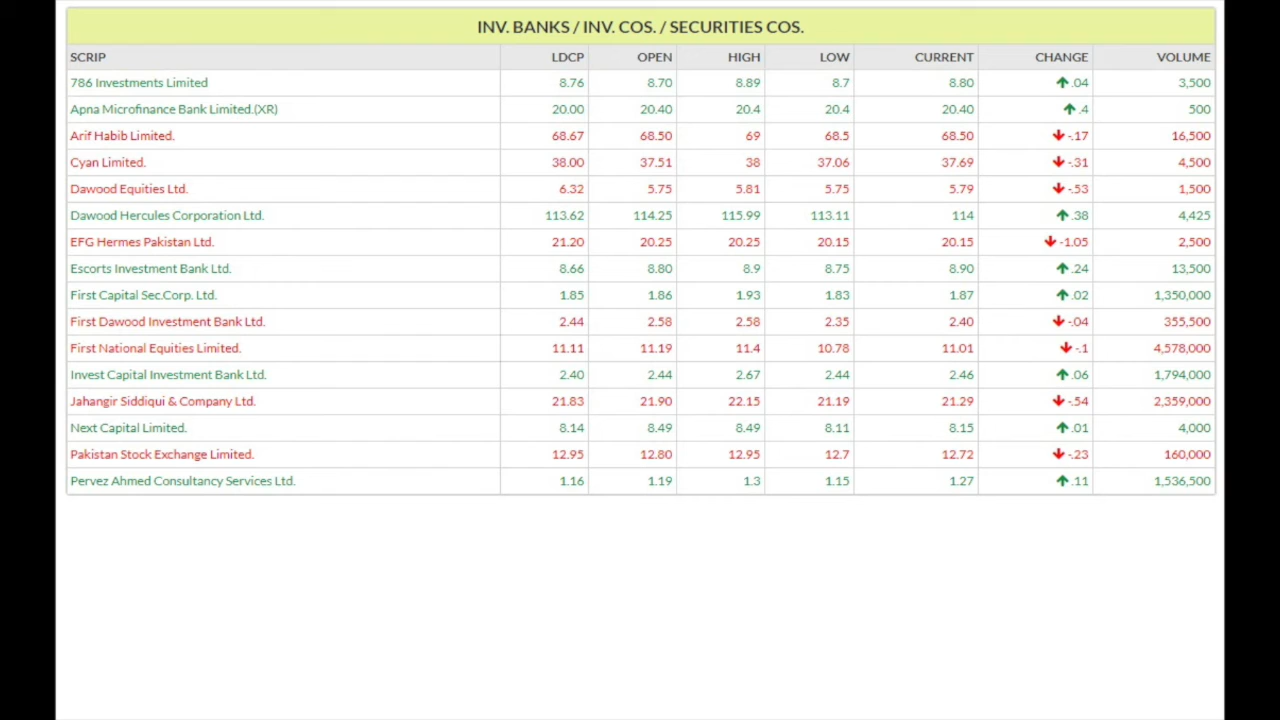 INV. BANKS / INV. COS. / SECURITIES COS.
SCRIP LDCP OPEN HIGH LOW CURRENT CHANGE VOLUME
786 Investments Limited 8.76 8.70 8.89 8.7 8.80 .04 3,500
Apna Microfinance Bank Limited.(XR) 20.00 20.40 20.4 20.4 20.40 .4 500
Arif Habib Limited. 68.67 68.50 69 68.5 68.50 -.17 16,500
Cyan Limited. 38.00 37.51 38 37.06 37.69 -.31 4,500
Dawood Equities Ltd. 6.32 5.75 5.81 5.75 5.79 -.53 1,500
Dawood Hercules Corporation Ltd. 113.62 114.25 115.99 113.11 114 .38 4,425
EFG Hermes Pakistan Ltd. 21.20 20.25 20.25 20.15 20.15 -1.05 2,500
Escorts Investment Bank Ltd. 8.66 8.80 8.9 8.75 8.90 .24 13,500
First Capital Sec.Corp. Ltd. 1.85 1.86 1.93 1.83 1.87 .02 1,350,000
First Dawood Investment Bank Ltd. 2.44 2.58 2.58 2.35 2.40 -.04 355,500
First National Equities Limited. 11.11 11.19 11.4 10.78 11.01 -.1 4,578,000
Invest Capital Investment Bank Ltd. 2.40 2.44 2.67 2.44 2.46 .06 1,794,000
Jahangir Siddiqui & Company Ltd. 21.83 21.90 22.15 21.19 21.29 -.54 2,359,000
Next Capital Limited. 8.14 8.49 8.49 8.11 8.15 .01 4,000
Pakistan Stock Exchange Limited. 12.95 12.80 12.95 12.7 12.72 -.23 160,000
Pervez Ahmed Consultancy Services Ltd. 1.16 1.19 1.3 1.15 1.27 .11 1,536,500